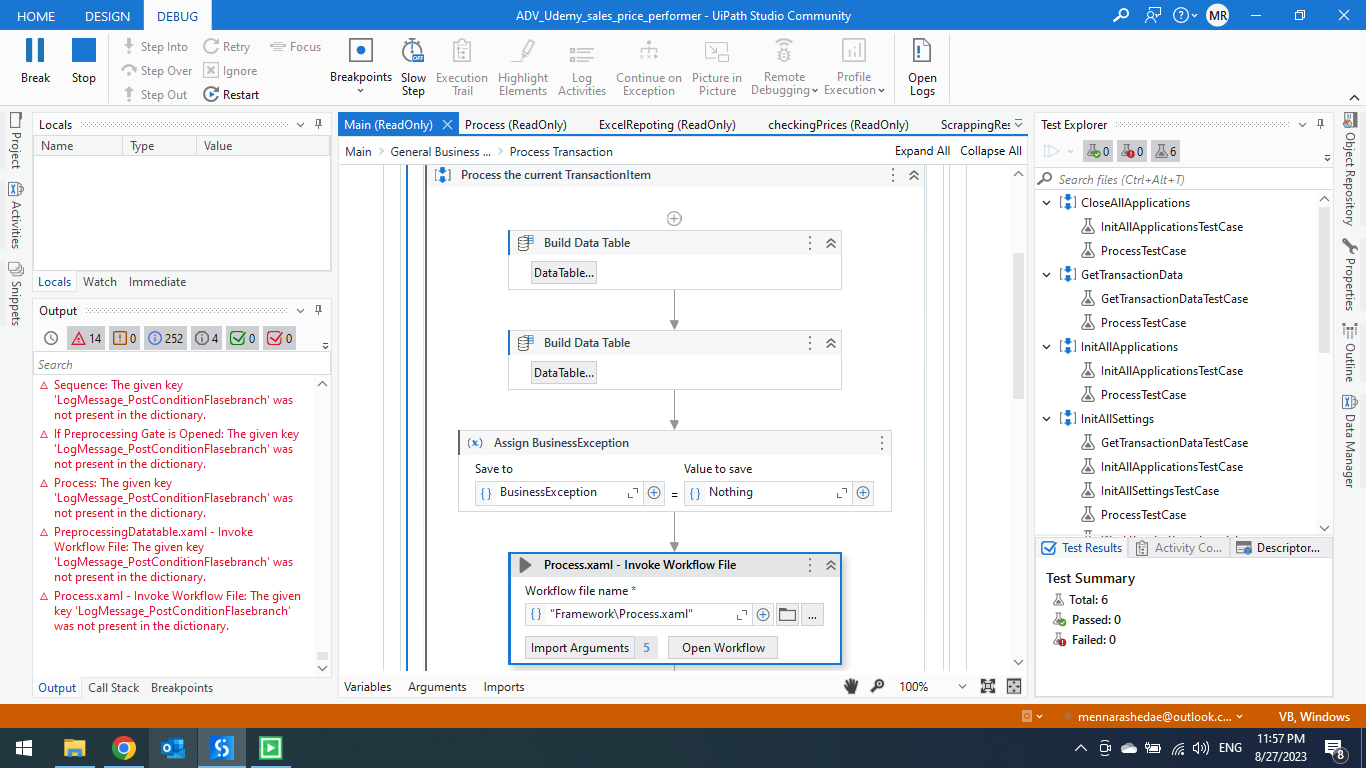 HOME DESIGN DEBUG
ADV_Udemy_sales_price_performer - UiPath Studio Community
MR
Break
Stop
Step Into
Step Over
Step Out
Retry
Ignore
Restart
Focus
Breakpoints
Slow
Step
OFF
Execution
Trail
Highlight
Elements
Log
Activities
Continue on
Exception
Picture in
Picture
Remote
Debugging
Profile
Execution
Open
Logs
Project
Activities
Snippets
Locals
Name Type Value
Locals Watch Immediate
Output
14 0 252 4 0 0
Search
Sequence: The given key
'LogMessage_PostConditionFlasebranch' was
not present in the dictionary.
If Preprocessing Gate is Opened: The given key
'LogMessage_PostConditionFlasebranch' was
not present in the dictionary.
Process: The given key
'LogMessage_PostConditionFlasebranch' was
not present in the dictionary.
PreprocessingDatatable.xaml - Invoke
Workflow File: The given key
'LogMessage_PostConditionFlasebranch' was
not present in the dictionary.
Process.xaml - Invoke Workflow File: The given
key 'LogMessage_PostConditionFlasebranch'
was not present in the dictionary.
Output Call Stack Breakpoints
Main (ReadOnly) Process (ReadOnly) ExcelRepoting (ReadOnly) checkingPrices (ReadOnly) ScrappingRes
Main > General Business ... > Process Transaction
Expand All Collapse All
Process the current TransactionItem
Build Data Table
DataTable...
Build Data Table
DataTable...
(x) Assign BusinessException
Save to Value to save
{ } BusinessException = { } Nothing
Process.xaml - Invoke Workflow File
Workflow file name *
{ } "Framework\Process.xaml" ...
Import Arguments 5 Open Workflow
Variables Arguments Imports
100%
Test Explorer
0 0 6
Search files (Ctrl+Alt+T)
CloseAllApplications
InitAllApplicationsTestCase
ProcessTestCase
GetTransactionData
GetTransactionDataTestCase
ProcessTestCase
InitAllApplications
InitAllApplicationsTestCase
ProcessTestCase
InitAllSettings
GetTransactionDataTestCase
InitAllApplicationsTestCase
InitAllSettingsTestCase
ProcessTestCase
Test Results Activity Co... Descriptor...
Test Summary
Total: 6
Passed: 0
Failed: 0
Object Repository
Properties
Outline
Data Manager
mennarashedae@outlook.c...
VB, Windows
ENG
11:57 PM
8/27/2023
8